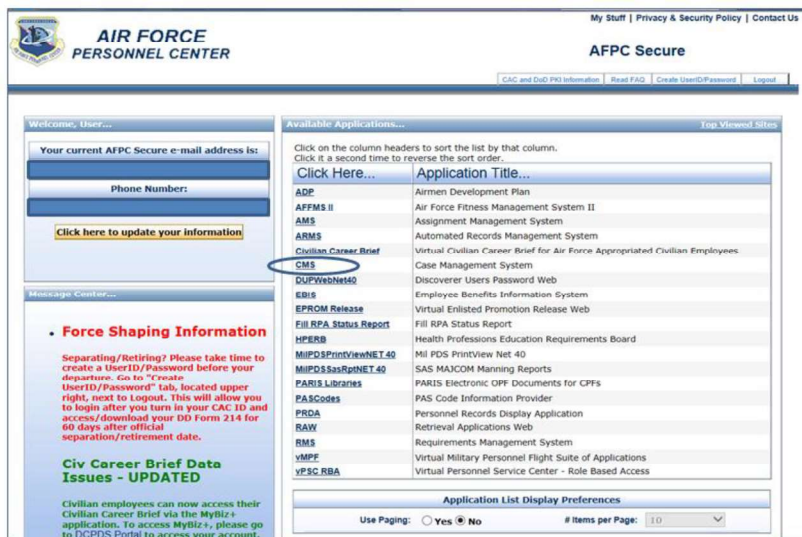 My Stuff | Privacy & Security Policy | Contact Us
AIR FORCE
PERSONNEL CENTER
AFPC Secure
CAC and DoD PKI Information | Read FAQ | Create UserID/Password | Logout
Welcome, User...
Your current AFPC Secure e-mail address is:
Phone Number:
Click here to update your information
Message Center...
• Force Shaping Information
Separating/Retiring? Please take time to
create a UserID/Password before your
departure. Go to "Create
UserID/Password" tab, located upper
right, next to Logout. This will allow you
to login after you turn in your CAC ID and
access/download your DD Form 214 for
60 days after official
separation/retirement date.
Civ Career Brief Data
Issues - UPDATED
Civilian employees can now access their
Civilian Career Brief via the MyBiz+
application. To access MyBiz+, please go
to DCPDS Portal to access your account.
Available Applications...
Top Viewed Sites
Click on the column headers to sort the list by that column.
Click it a second time to reverse the sort order.
Click Here... Application Title...
ADP Airmen Development Plan
AFFMS II Air Force Fitness Management System II
AMS Assignment Management System
ARMS Automated Records Management System
Civilian Career Brief Virtual Civilian Career Brief for Air Force Appropriated Civilian Employees
CMS Case Management System
DUPWebNet40 Discoverer Users Password Web
EBIS Employee Benefits Information System
EPROM Release Virtual Enlisted Promotion Release Web
Fill RPA Status Report Fill RPA Status Report
HPERB Health Professions Education Requirements Board
MilPDSPrintViewNET 40 Mil PDS PrintView Net 40
MilPDSSasRptNET 40 SAS MAJCOM Manning Reports
PARIS Libraries PARIS Electronic OPF Documents for CPFs
PASCodes PAS Code Information Provider
PRDA Personnel Records Display Application
RAW Retrieval Applications Web
RMS Requirements Management System
vMPF Virtual Military Personnel Flight Suite of Applications
vPSC RBA Virtual Personnel Service Center - Role Based Access
Application List Display Preferences
Use Paging: Yes No # Items per Page: 10